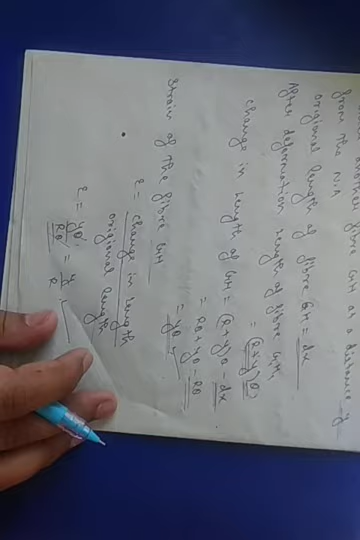 from the N.A
original length of fibre GH = dx
After deformation length of fibre GH,
= (R+y)θ
change in length of GH = (R+y)θ - dx
= Rθ + yθ - Rθ
= yθ
Strain of the fibre GH
ε = change in length / original length
ε = yθ / Rθ = y / R